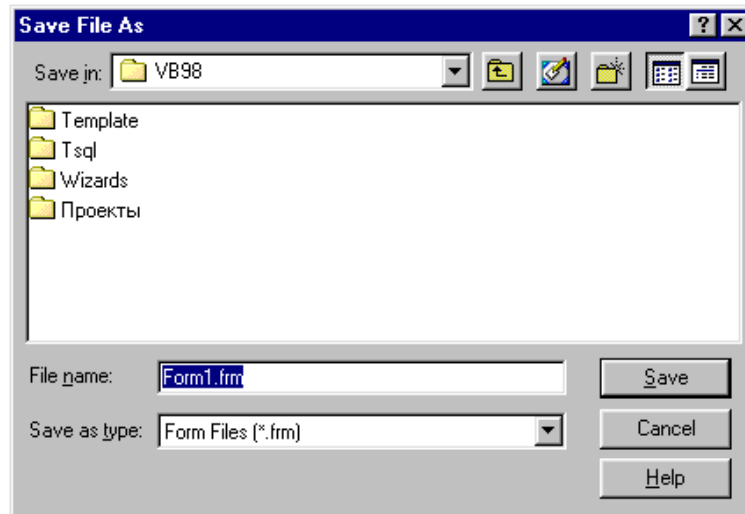 Save File As
Save in: VB98
Template
Tsql
Wizards
Проекты
File name: Form1.frm Save
Save as type: Form Files (*.frm) Cancel
Help